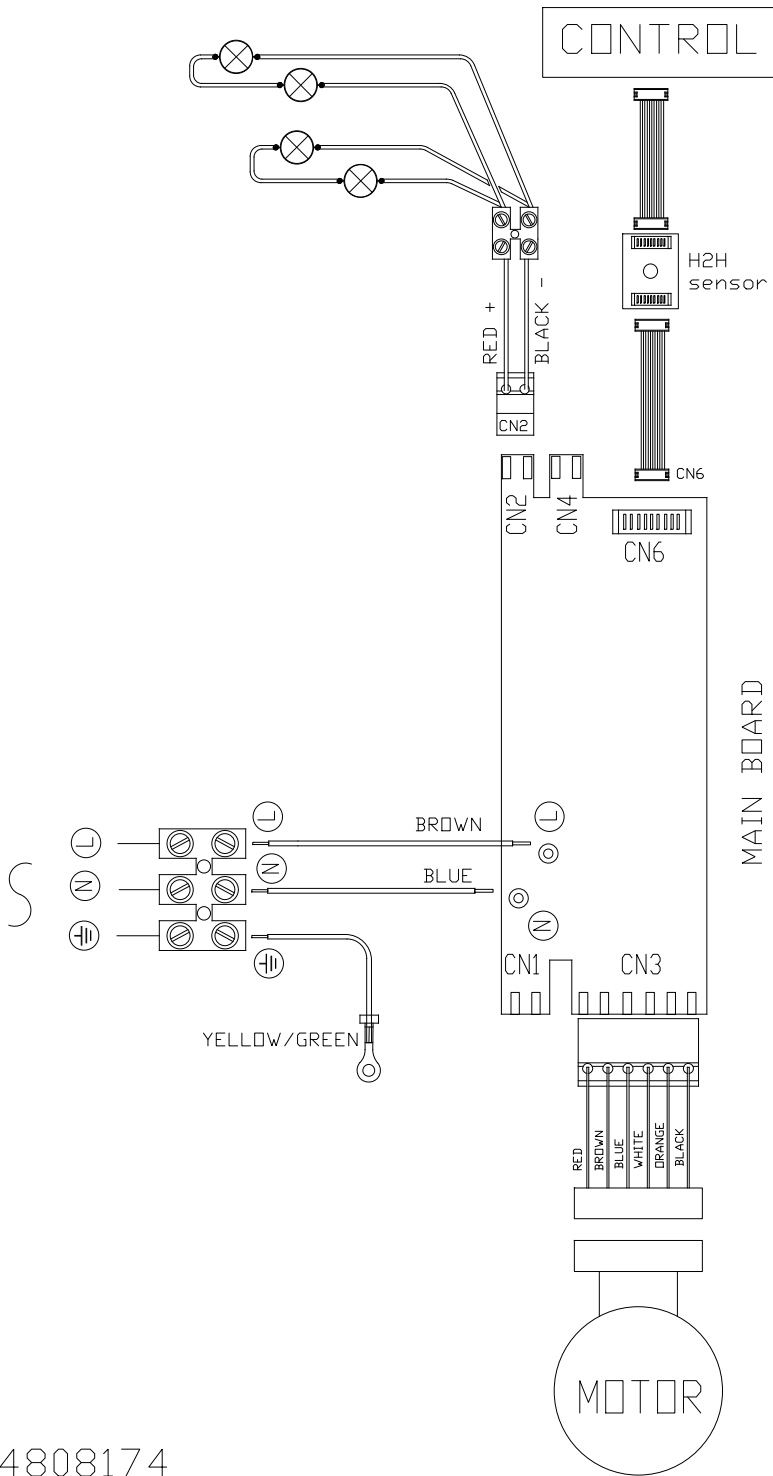 CONTROL
H2H
sensor
RED +
BLACK -
CN2
CN6
CN2
CN4
CN6
MAIN BOARD
L
BROWN
L
L
N
BLUE
N
N
CN1
CN3
YELLOW/GREEN
RED
BROWN
BLUE
WHITE
ORANGE
BLACK
MOTOR
4808174